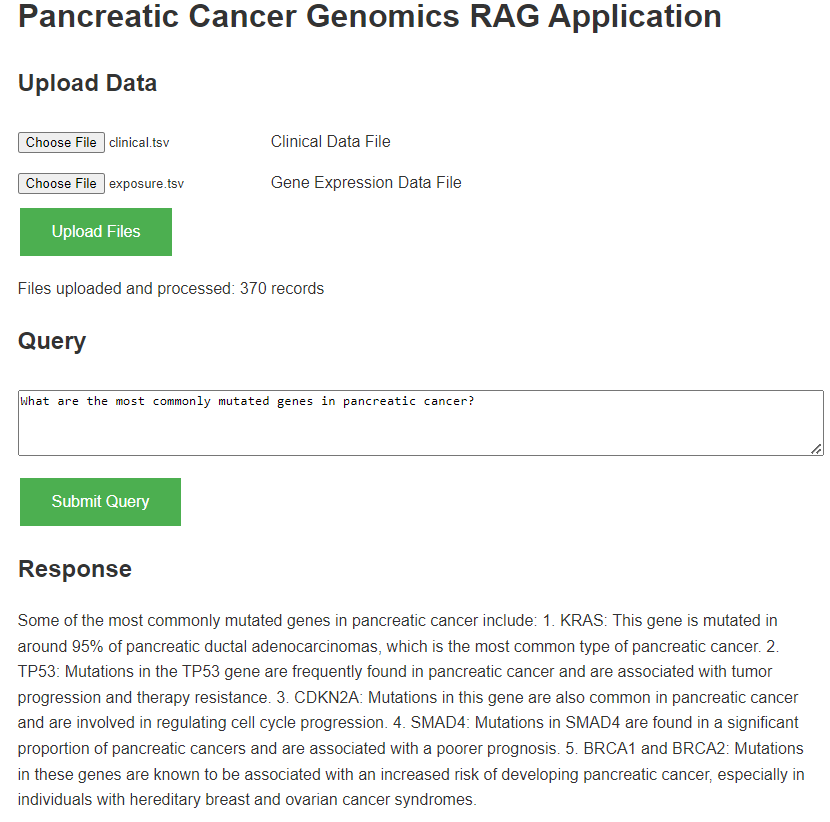 Pancreatic Cancer Genomics RAG Application
Upload Data
Choose File clinical.tsv Clinical Data File
Choose File exposure.tsv Gene Expression Data File
Upload Files
Files uploaded and processed: 370 records
Query
What are the most commonly mutated genes in pancreatic cancer?
Submit Query
Response
Some of the most commonly mutated genes in pancreatic cancer include: 1. KRAS: This gene is mutated in
around 95% of pancreatic ductal adenocarcinomas, which is the most common type of pancreatic cancer. 2.
TP53: Mutations in the TP53 gene are frequently found in pancreatic cancer and are associated with tumor
progression and therapy resistance. 3. CDKN2A: Mutations in this gene are also common in pancreatic cancer
and are involved in regulating cell cycle progression. 4. SMAD4: Mutations in SMAD4 are found in a significant
proportion of pancreatic cancers and are associated with a poorer prognosis. 5. BRCA1 and BRCA2: Mutations
in these genes are known to be associated with an increased risk of developing pancreatic cancer, especially in
individuals with hereditary breast and ovarian cancer syndromes.